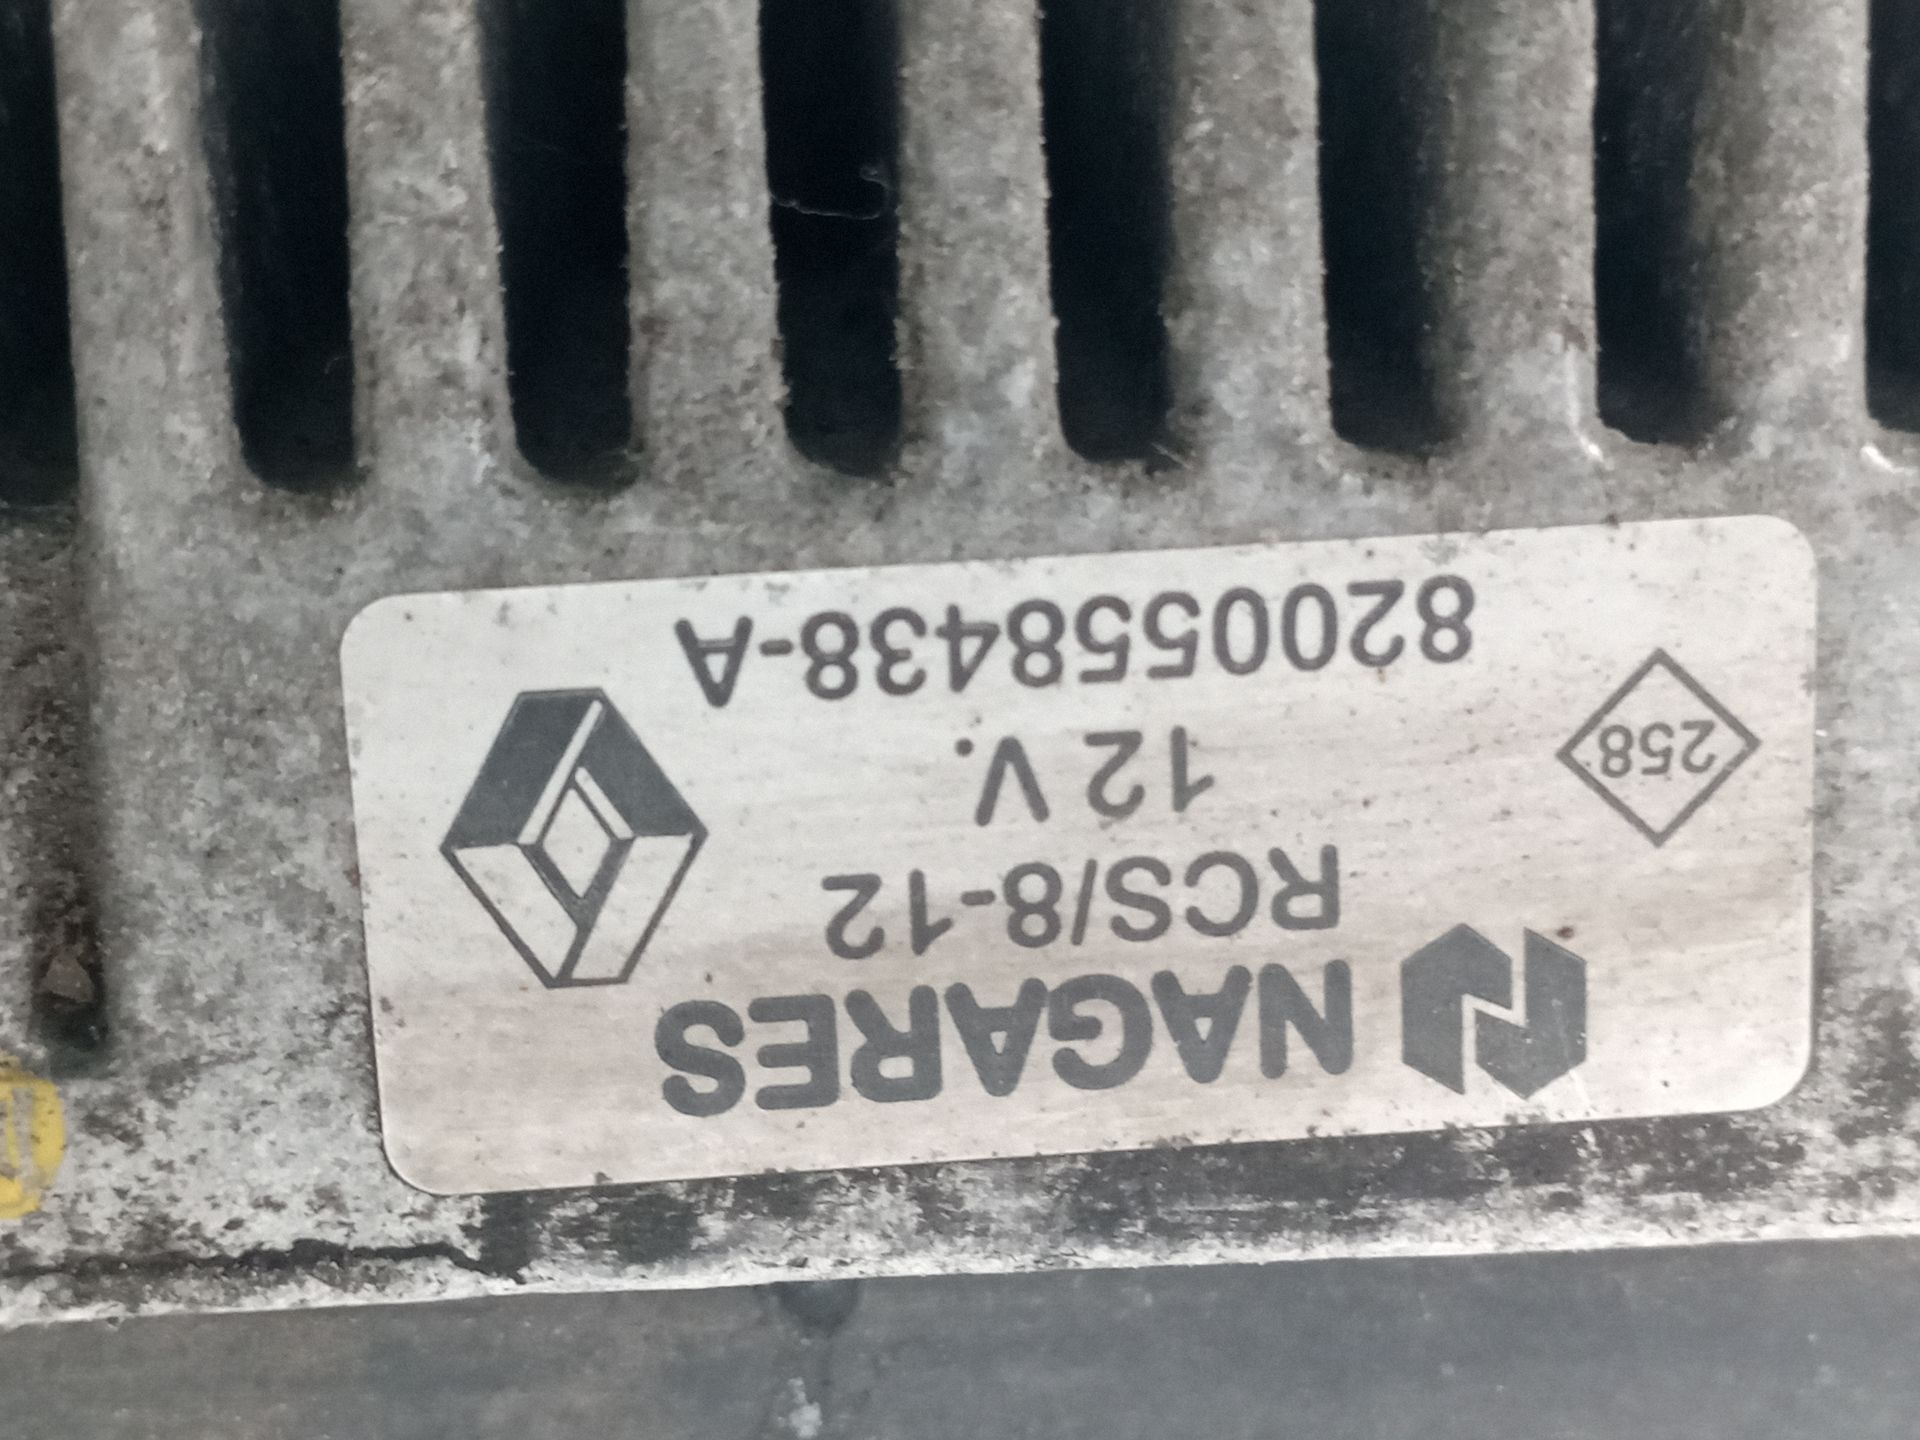 NAGARES
RCS/8-12
12 V.
8200558438-A
258